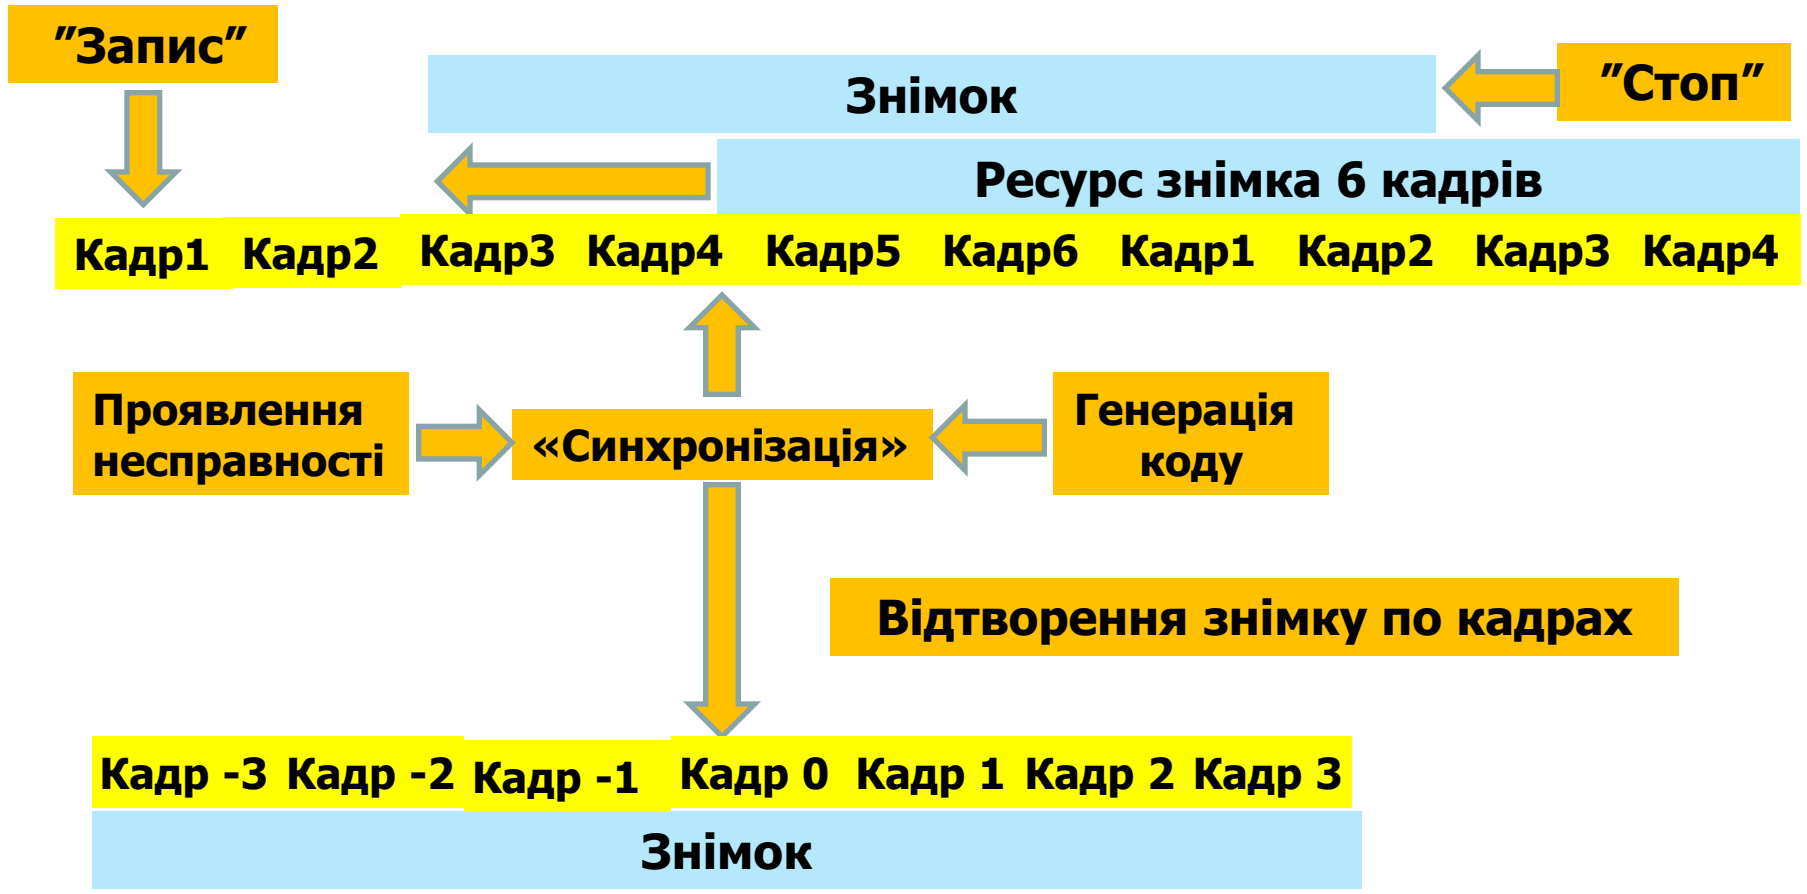 ″Запис″
Знімок
″Стоп″
Ресурс знімка 6 кадрів
Кадр1 Кадр2 Кадр3 Кадр4 Кадр5 Кадр6 Кадр1 Кадр2 Кадр3 Кадр4
Проявлення
несправності
«Синхронізація»
Генерація
коду
Відтворення знімку по кадрах
Кадр -3 Кадр -2 Кадр -1 Кадр 0 Кадр 1 Кадр 2 Кадр 3
Знімок